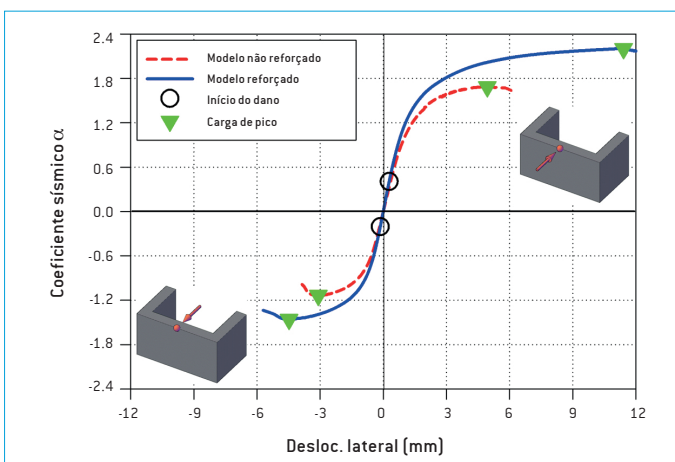 2.4
1.8
1.2
0.6
0.0
-0.6
-1.2
-1.8
-2.4
Coeficiente sísmico α
Modelo não reforçado
Modelo reforçado
Início do dano
Carga de pico
-12 -9 -6 -3 0 3 6 9 12
Desloc. lateral (mm)